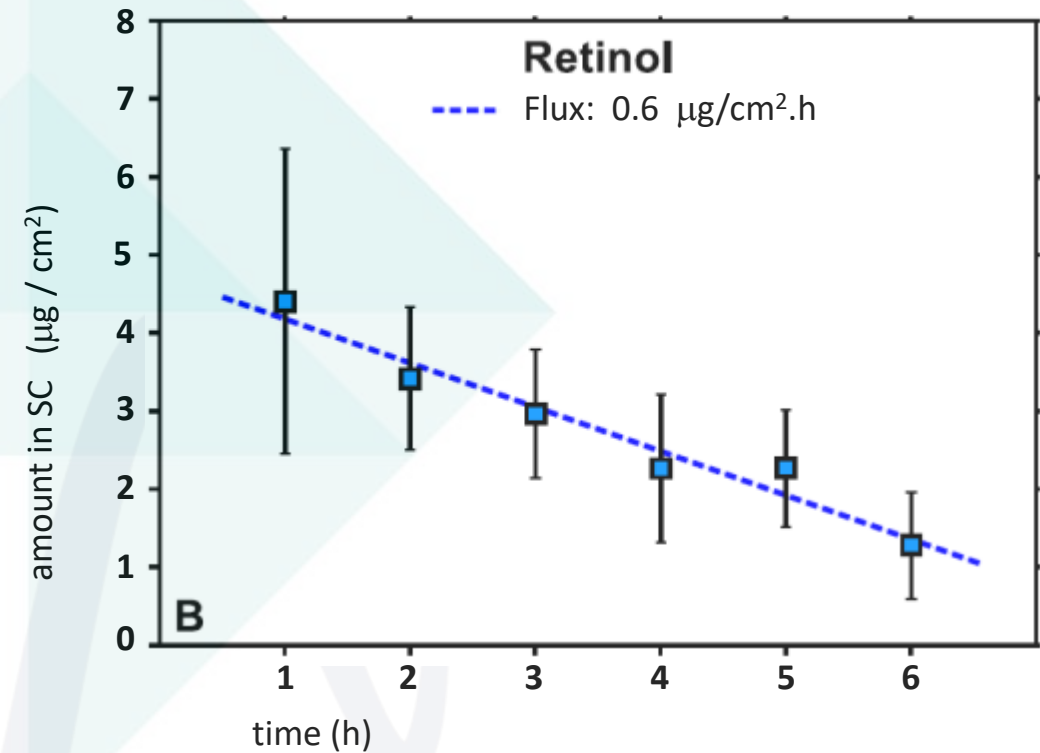 Retinol
Flux: 0.6 μg/cm².h
8
7
6
5
4
3
2
1
0
amount in SC (μg / cm²)
B
1 2 3 4 5 6
time (h)